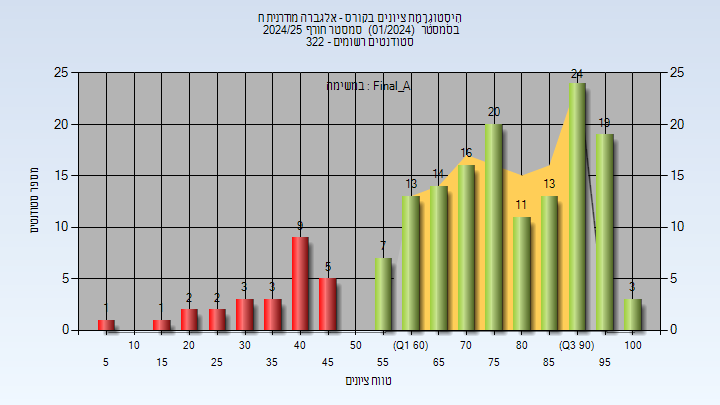 הִיסְטוֹגְרָמַת ציונים בקורס - אלגברה מודרנית ח
בסמסטר (01/2024) סמסטר חורף 2024/25
סטודנטים רשומים - 322
במשימה : Final_A
מספר סטודנטים
25 25
20 20
15 15
10 10
5 5
0 0
1 1 2 2 3 3 9 5 7 13 14 16 20 11 13 24 19 3
10 20 30 40 50 (Q1 60) 70 80 (Q3 90) 100
5 15 25 35 45 55 65 75 85 95
טווח ציונים